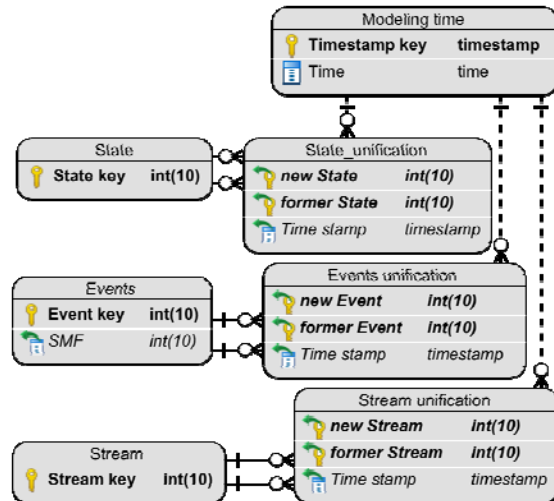 Modeling time
Timestamp key timestamp
Time time
State
State key int(10)
State_unification
new State int(10)
former State int(10)
Time stamp timestamp
Events
Event key int(10)
SMF int(10)
Events unification
new Event int(10)
former Event int(10)
Time stamp timestamp
Stream
Stream key int(10)
Stream unification
new Stream int(10)
former Stream int(10)
Time stamp timestamp